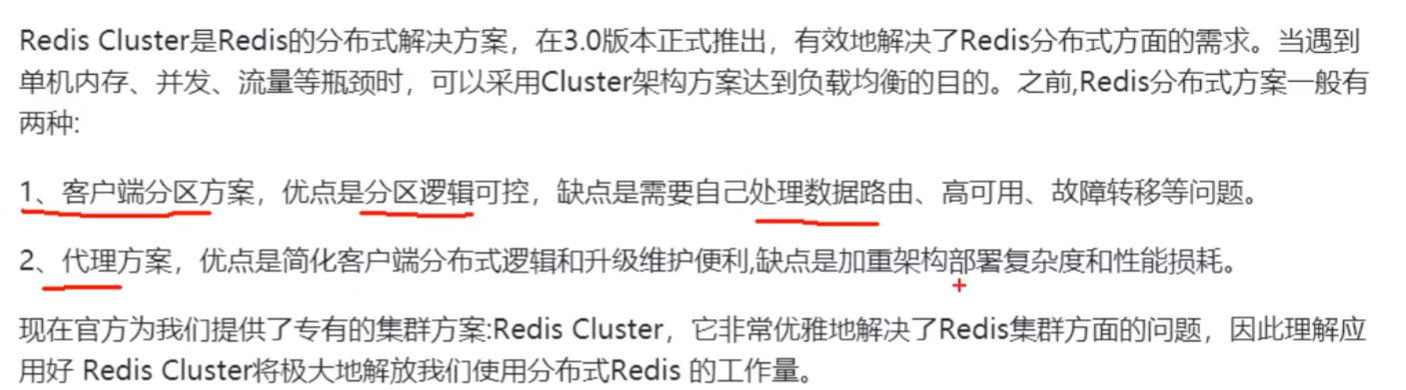 Redis Cluster是Redis的分布式解决方案，在3.0版本正式推出，有效地解决了Redis分布式方面的需求。当遇到
单机内存、并发、流量等瓶颈时，可以采用Cluster架构方案达到负载均衡的目的。之前,Redis分布式方案一般有
两种:
1、客户端分区方案，优点是分区逻辑可控，缺点是需要自己处理数据路由、高可用、故障转移等问题。
2、代理方案，优点是简化客户端分布式逻辑和升级维护便利,缺点是加重架构部署复杂度和性能损耗。
现在官方为我们提供了专有的集群方案:Redis Cluster，它非常优雅地解决了Redis集群方面的问题，因此理解应
用好 Redis Cluster将极大地解放我们使用分布式Redis 的工作量。